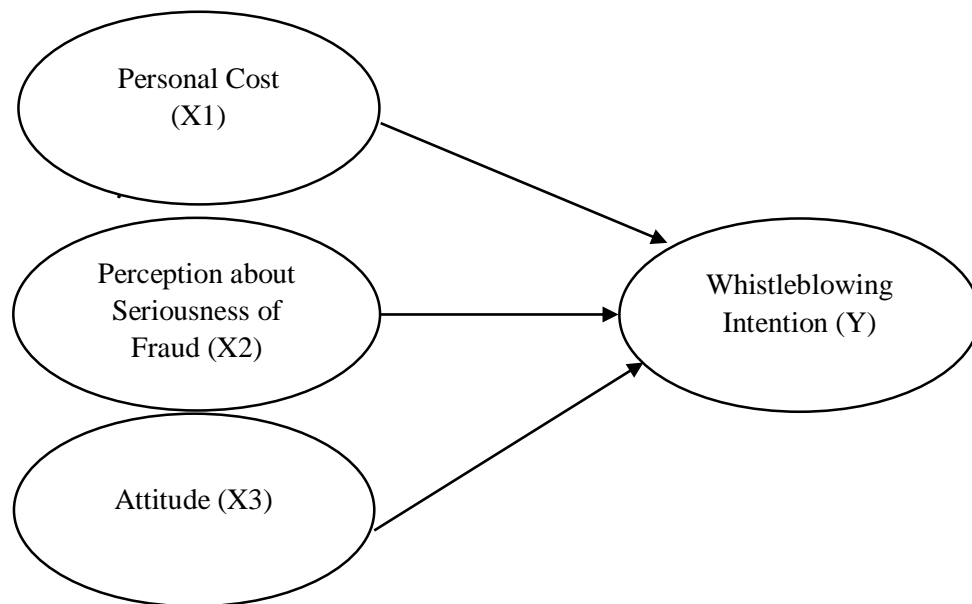 Personal Cost
(X1)
Perception about
Seriousness of
Fraud (X2)
Attitude (X3)
Whistleblowing
Intention (Y)